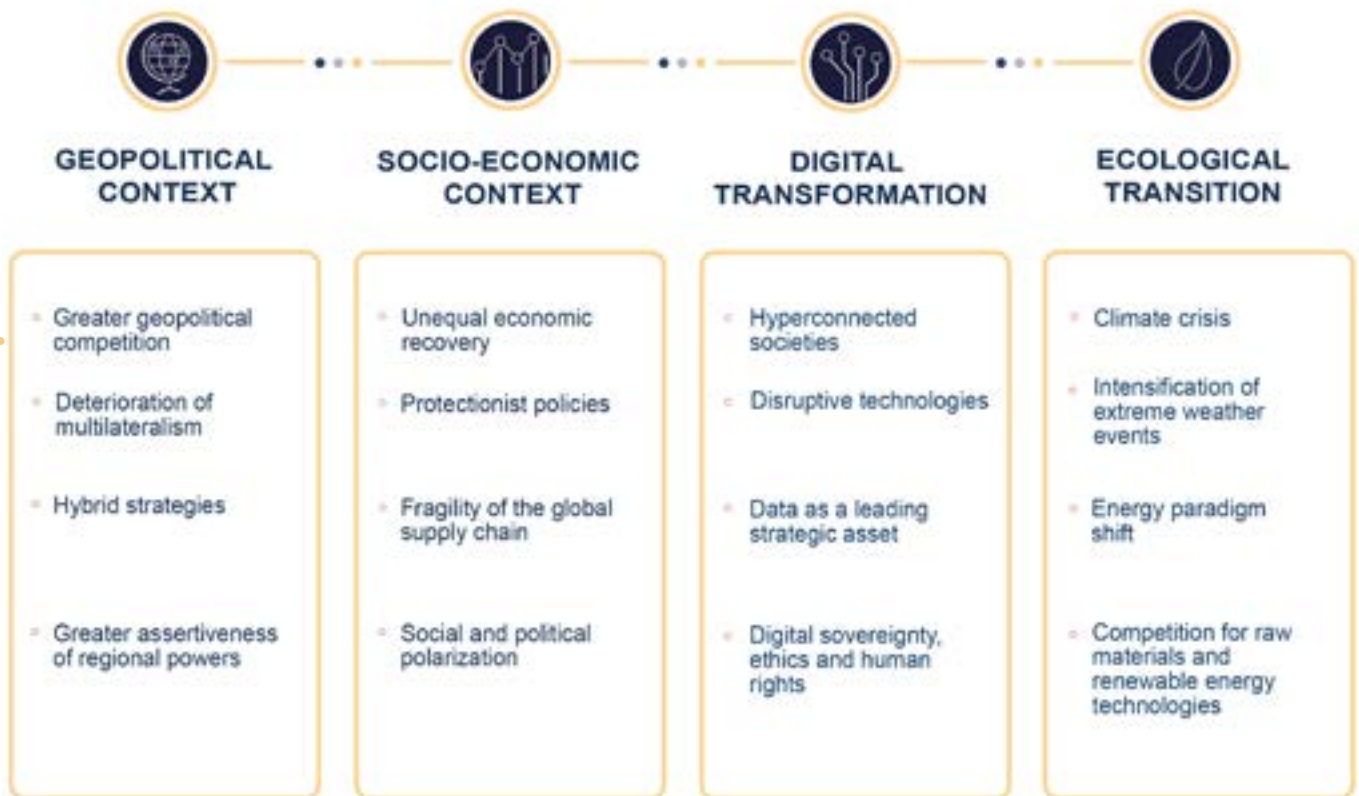 GEOPOLITICAL
CONTEXT
Greater geopolitical
competition
Deterioration of
multilateralism
Hybrid strategies
Greater assertiveness
of regional powers
SOCIO-ECONOMIC
CONTEXT
Unequal economic
recovery
Protectionist policies
Fragility of the global
supply chain
Social and political
polarization
DIGITAL
TRANSFORMATION
Hyperconnected
societies
Disruptive technologies
Data as a leading
strategic asset
Digital sovereignty,
ethics and human
rights
ECOLOGICAL
TRANSITION
Climate crisis
Intensification of
extreme weather
events
Energy paradigm
shift
Competition for raw
materials and
renewable energy
technologies